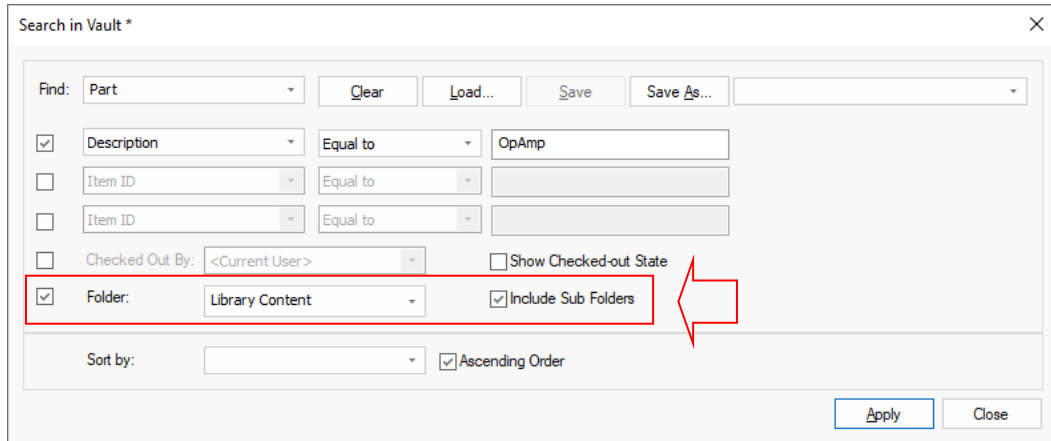 Search in Vault *
Find: Part Clear Load... Save Save As...
Description Equal to OpAmp
Item ID Equal to
Item ID Equal to
Checked Out By: <Current User> Show Checked-out State
Folder: Library Content Include Sub Folders
Sort by: Ascending Order
Apply Close